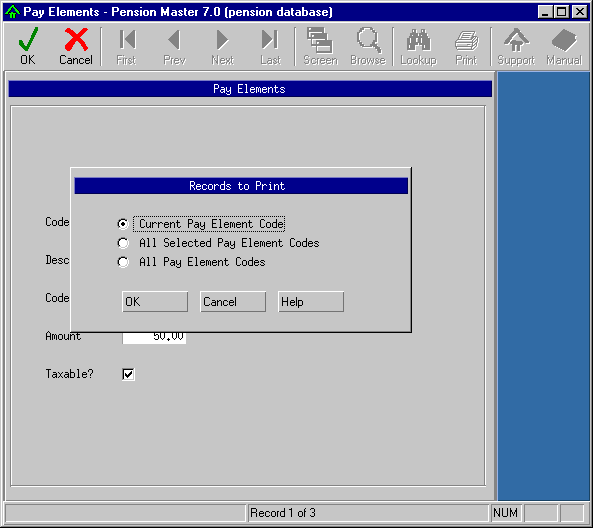 Pay Elements - Pension Master 7.0 (pension database)
OK Cancel First Prev Next Last Screen Browse Lookup Print Support Manual
Pay Elements
Records to Print
Code
Current Pay Element Code
All Selected Pay Element Codes
Desc
All Pay Element Codes
Code
OK Cancel Help
Amount 50.00
Taxable?
Record 1 of 3 NUM